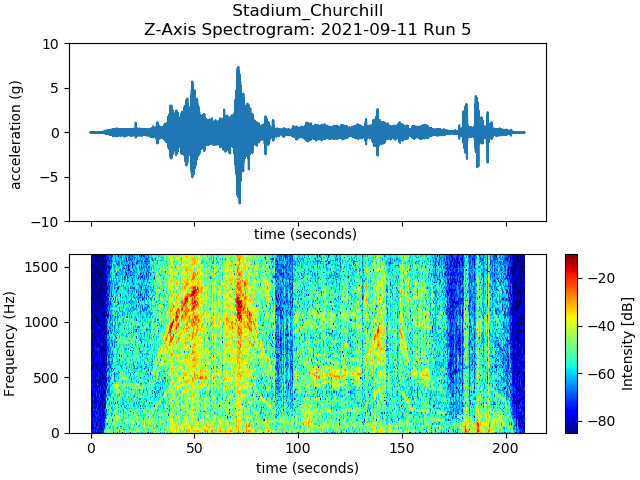 Stadium_Churchill
Z-Axis Spectrogram: 2021-09-11 Run 5
10
5
0
−5
−10
acceleration (g)
time (seconds)
1500
1000
500
0
Frequency (Hz)
0
50
100
150
200
time (seconds)
−20
−40
−60
−80
Intensity [dB]